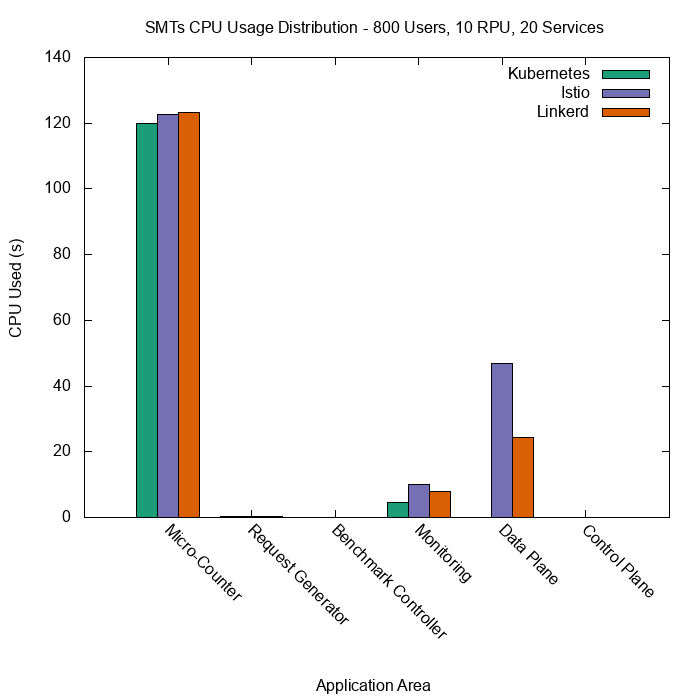 SMTs CPU Usage Distribution - 800 Users, 10 RPU, 20 Services
140
120
100
80
60
40
20
0
CPU Used (s)
Kubernetes
Istio
Linkerd
Micro-Counter
Request Generator
Benchmark Controller
Monitoring
Data Plane
Control Plane
Application Area